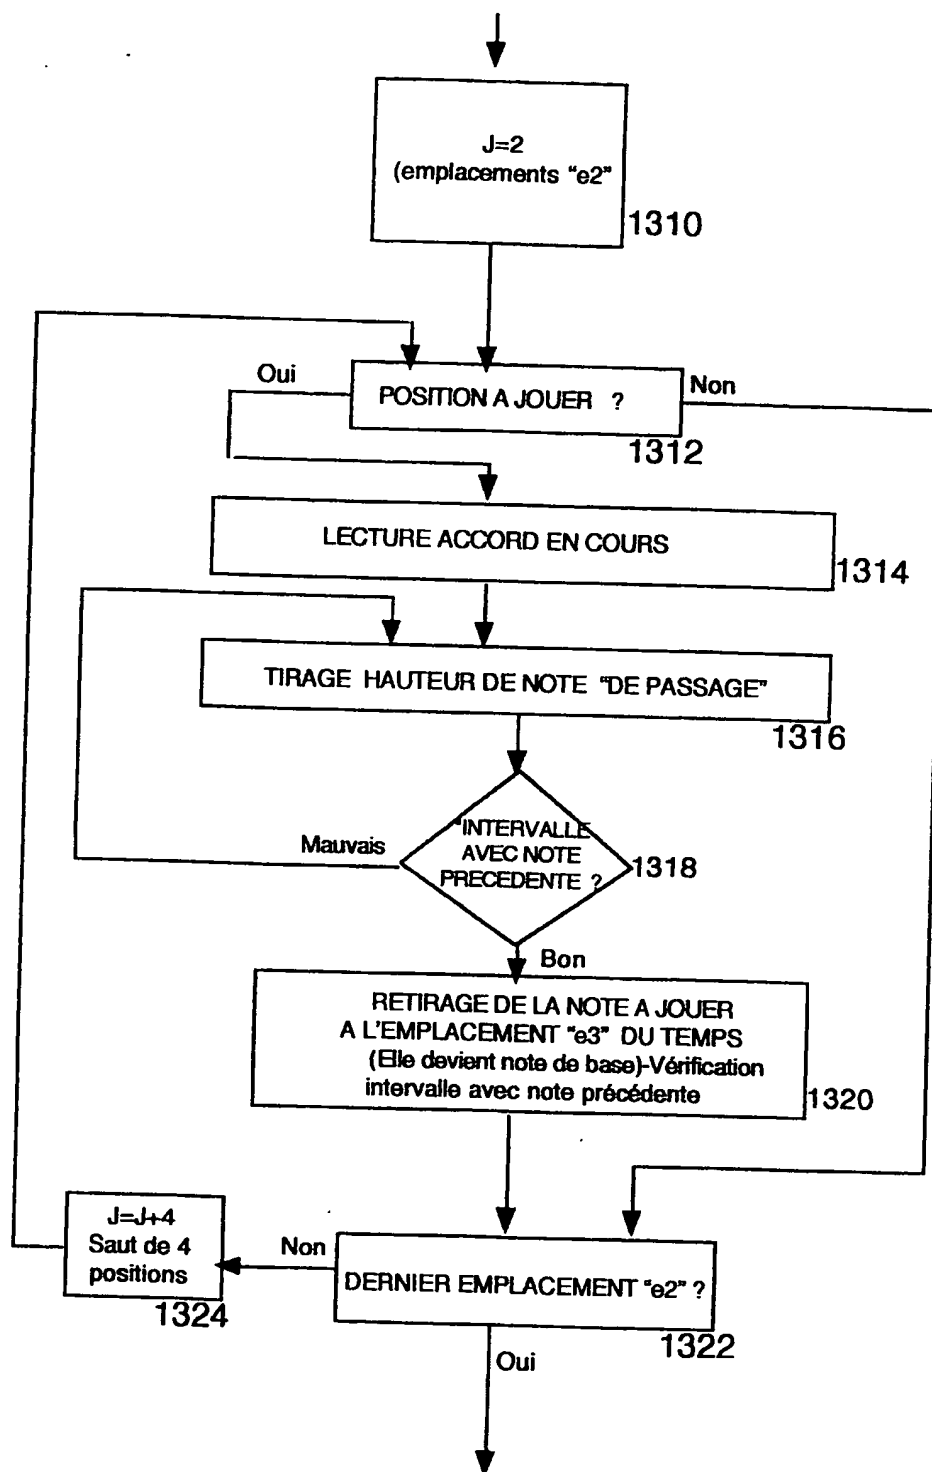 J=2
(emplacements "e2"
1310
Oui
POSITION A JOUER ?
Non
1312
LECTURE ACCORD EN COURS
1314
TIRAGE HAUTEUR DE NOTE "DE PASSAGE"
1316
Mauvais
"INTERVALLE
AVEC NOTE
PRECEDENTE ?
1318
Bon
RETIRAGE DE LA NOTE A JOUER
A L'EMPLACEMENT "e3" DU TEMPS
(Elle devient note de base)-Vérification
intervalle avec note précédente
1320
J=J+4
Saut de 4
positions
1324
Non
DERNIER EMPLACEMENT "e2" ?
1322
Oui